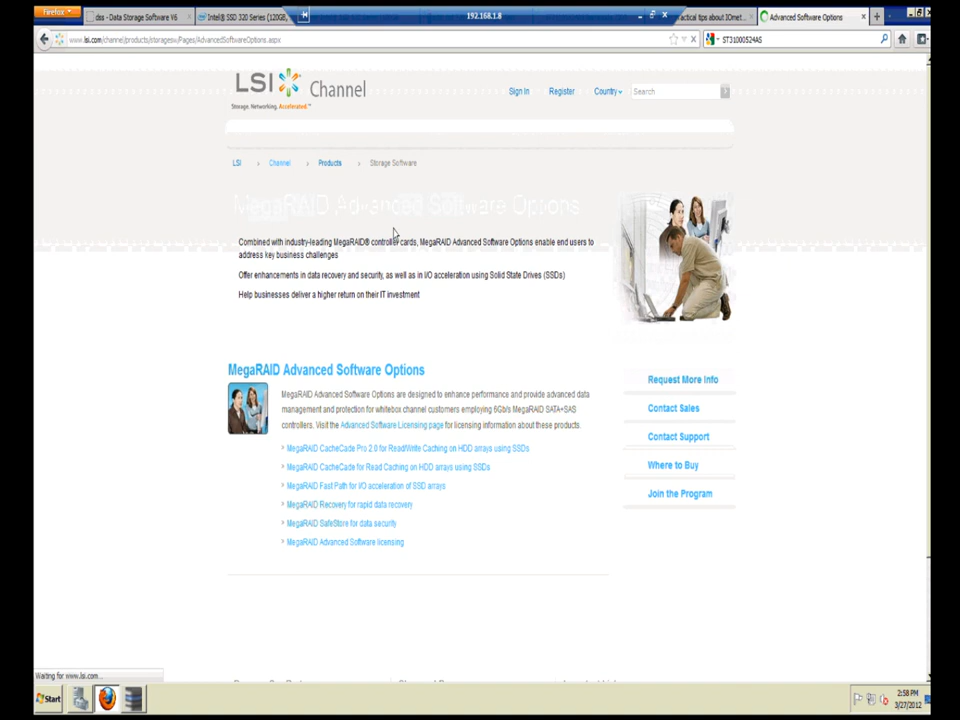 Firefox
dss - Data Storage Software V6
Intel® SSD 320 Series (120GB,
192.168.1.8
actical tips about IOmet...
Advanced Software Options
www.lsi.com/channel/products/storagesw/Pages/AdvancedSoftwareOptions.aspx
ST31000524AS
LSI Channel
Storage. Networking. Accelerated.™
Sign In
Register
Country
Search
LSI
Channel
Products
Storage Software
MegaRAID Advanced Software Options
Combined with industry-leading MegaRAID® controller cards, MegaRAID Advanced Software Options enable end users to
address key business challenges
Offer enhancements in data recovery and security, as well as in I/O acceleration using Solid State Drives (SSDs)
Help businesses deliver a higher return on their IT investment
MegaRAID Advanced Software Options
MegaRAID Advanced Software Options are designed to enhance performance and provide advanced data
management and protection for whitebox channel customers employing 6Gb/s MegaRAID SATA+SAS
controllers. Visit the Advanced Software Licensing page for licensing information about these products.
MegaRAID CacheCade Pro 2.0 for Read/Write Caching on HDD arrays using SSDs
MegaRAID CacheCade for Read Caching on HDD arrays using SSDs
MegaRAID Fast Path for I/O acceleration of SSD arrays
MegaRAID Recovery for rapid data recovery
MegaRAID SafeStore for data security
MegaRAID Advanced Software licensing
Request More Info
Contact Sales
Contact Support
Where to Buy
Join the Program
Waiting for www.lsi.com...
Start
2:58 PM
3/27/2012